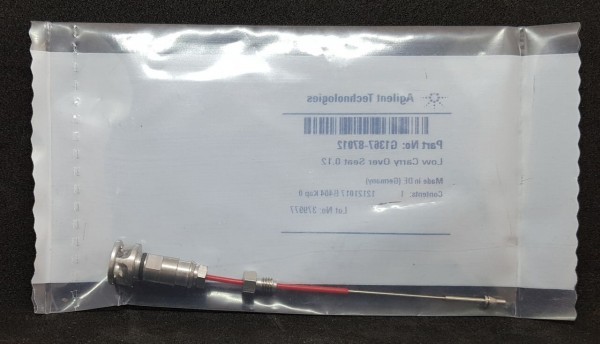 Agilent Technologies
Part No: G1367-87012
Low Carry Over Seat 0.12
Made in DE (Germany)
Contents: 1
Lot No: 379977